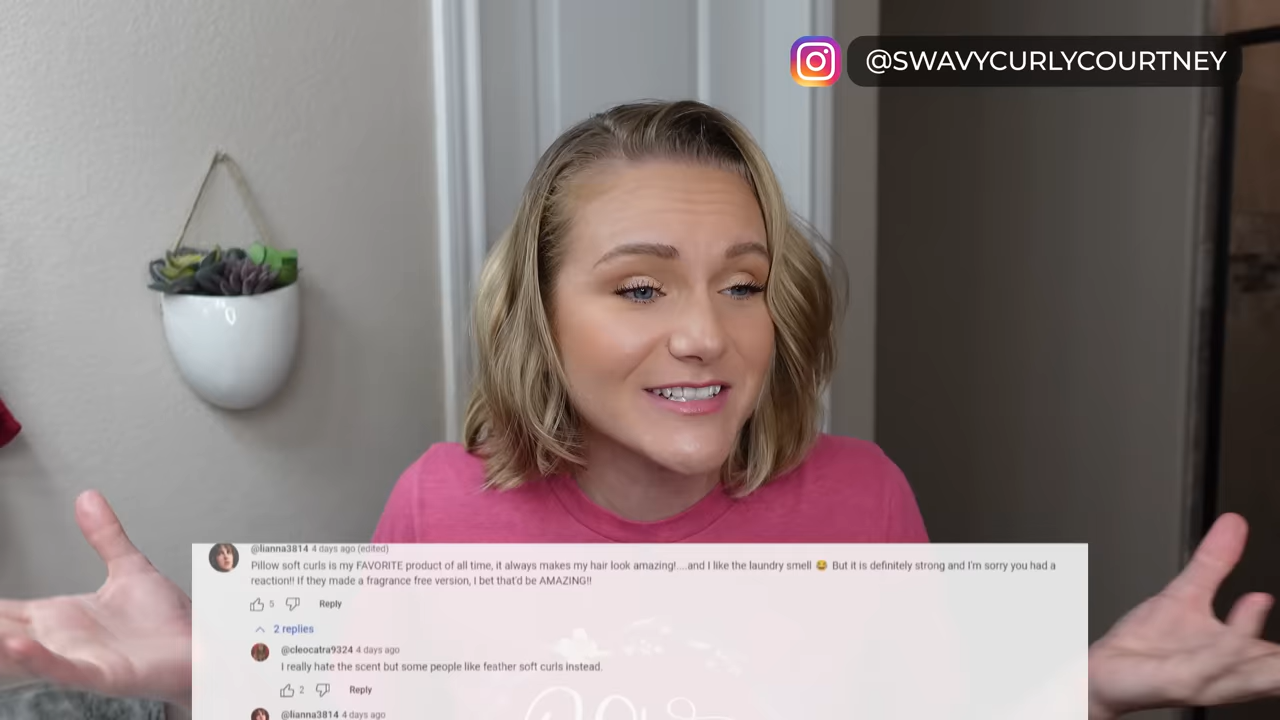 @SWAVYCURLYCOURTNEY
@lianna3814 4 days ago (edited)
Pillow soft curls is my FAVORITE product of all time, it always makes my hair look amazing!....and I like the laundry smell 😂 But it is definitely strong and I'm sorry you had a
reaction!! If they made a fragrance free version, I bet that'd be AMAZING!!
5 Reply
2 replies
@cleocatra9324 4 days ago
I really hate the scent but some people like feather soft curls instead.
2 Reply
@lianna3814 4 days ago